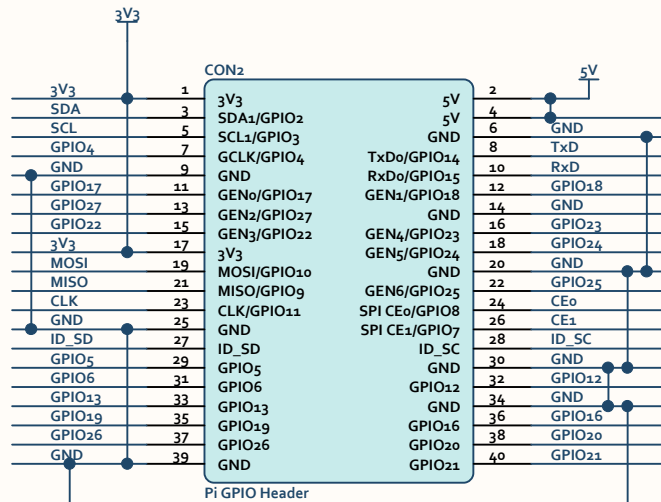 3V3
CON2
5V
3V3 1 3V3 5V 2
SDA 3 SDA1/GPIO2 5V 4
SCL 5 SCL1/GPIO3 GND 6 GND
GPIO4 7 GCLK/GPIO4 TxD0/GPIO14 8 TxD
GND 9 GND RxD0/GPIO15 10 RxD
GPIO17 11 GEN0/GPIO17 GEN1/GPIO18 12 GPIO18
GPIO27 13 GEN2/GPIO27 GND 14 GND
GPIO22 15 GEN3/GPIO22 GEN4/GPIO23 16 GPIO23
3V3 17 3V3 GEN5/GPIO24 18 GPIO24
MOSI 19 MOSI/GPIO10 GND 20 GND
MISO 21 MISO/GPIO9 GEN6/GPIO25 22 GPIO25
CLK 23 CLK/GPIO11 SPI CE0/GPIO8 24 CE0
GND 25 GND SPI CE1/GPIO7 26 CE1
ID_SD 27 ID_SD ID_SC 28 ID_SC
GPIO5 29 GPIO5 GND 30 GND
GPIO6 31 GPIO6 GPIO12 32 GPIO12
GPIO13 33 GPIO13 GND 34 GND
GPIO19 35 GPIO19 GPIO16 36 GPIO16
GPIO26 37 GPIO26 GPIO20 38 GPIO20
GND 39 GND GPIO21 40 GPIO21
Pi GPIO Header